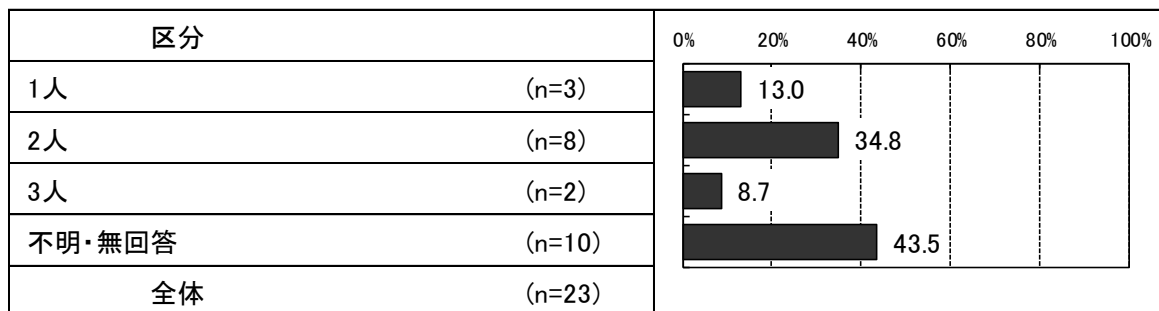 区分
0% 20% 40% 60% 80% 100%
1人 (n=3) 13.0
2人 (n=8) 34.8
3人 (n=2) 8.7
不明・無回答 (n=10) 43.5
全体 (n=23)